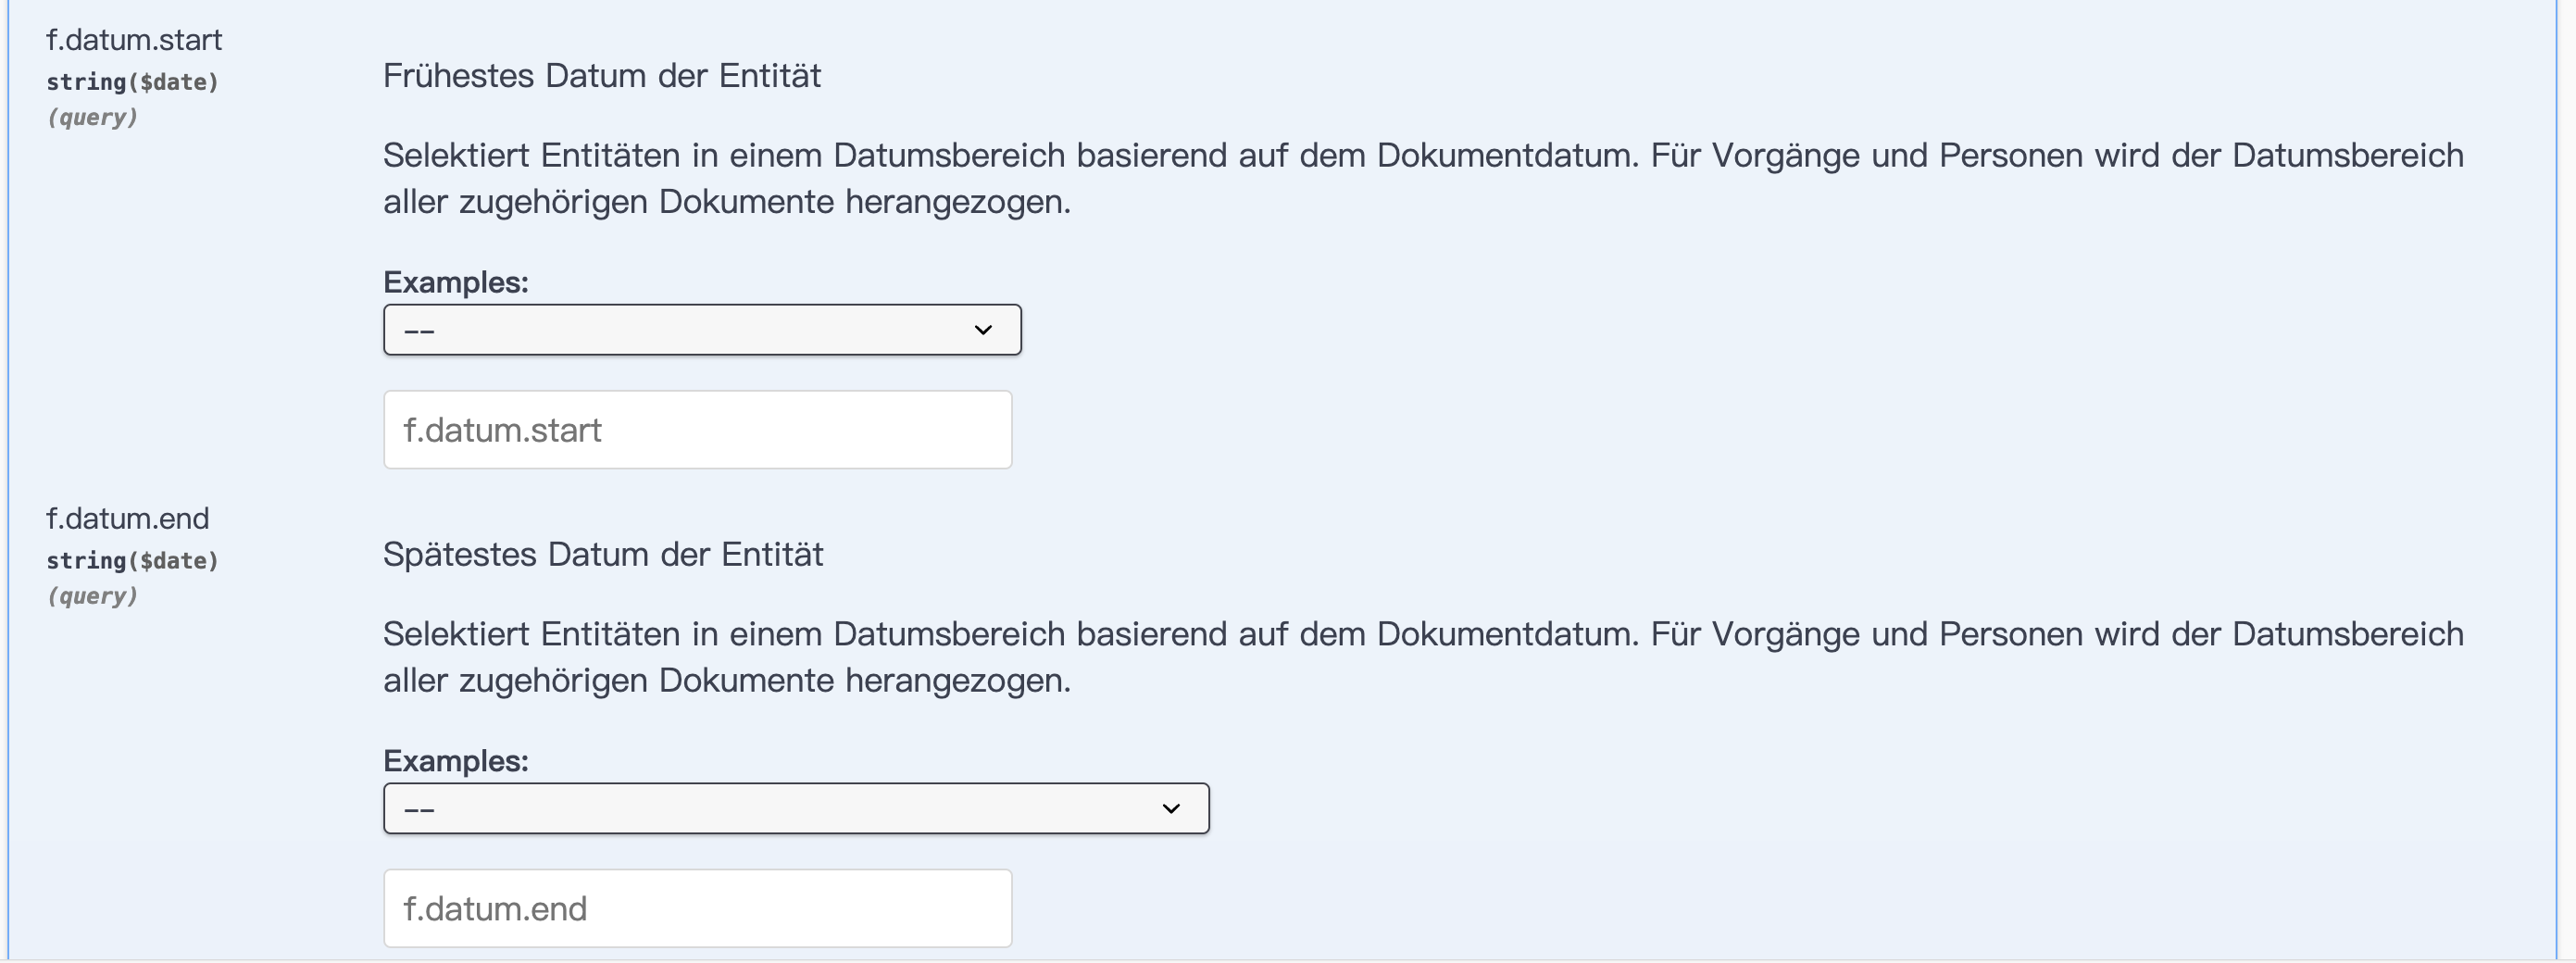 f.datum.start
string($date)
(query)
Frühestes Datum der Entität
Selektiert Entitäten in einem Datumsbereich basierend auf dem Dokumentdatum. Für Vorgänge und Personen wird der Datumsbereich
aller zugehörigen Dokumente herangezogen.
Examples:
--
f.datum.start
f.datum.end
string($date)
(query)
Spätestes Datum der Entität
Selektiert Entitäten in einem Datumsbereich basierend auf dem Dokumentdatum. Für Vorgänge und Personen wird der Datumsbereich
aller zugehörigen Dokumente herangezogen.
Examples:
--
f.datum.end